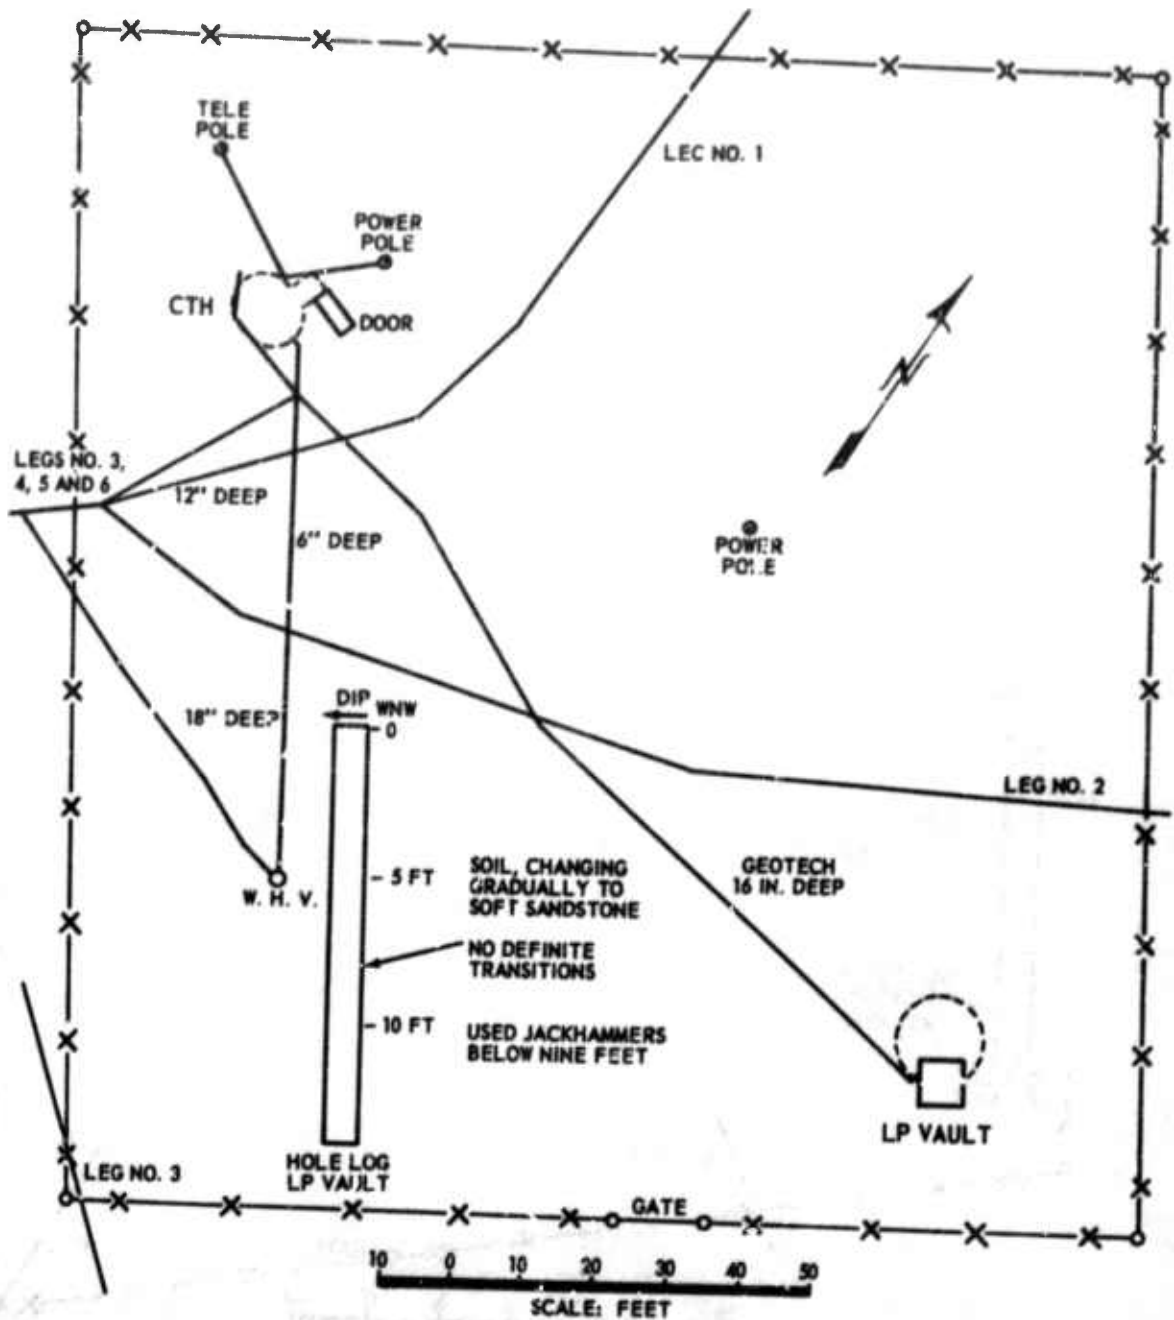 TELE
POLE
LEC NO. 1
POWER
POLE
CTH
DOOR
N
LEGS NO. 3,
4, 5 AND 6
12" DEEP
6" DEEP
POWER
POLE
18" DEEP
DIP
WNW
0
LEG NO. 2
5 FT
SOIL, CHANGING
GRADUALLY TO
SOFT SANDSTONE
GEOTECH
16 IN. DEEP
W. H. V.
NO DEFINITE
TRANSITIONS
10 FT
USED JACKHAMMERS
BELOW NINE FEET
LP VAULT
LEG NO. 3
HOLE LOG
LP VAULT
GATE
10 0 10 20 30 40 50
SCALE: FEET